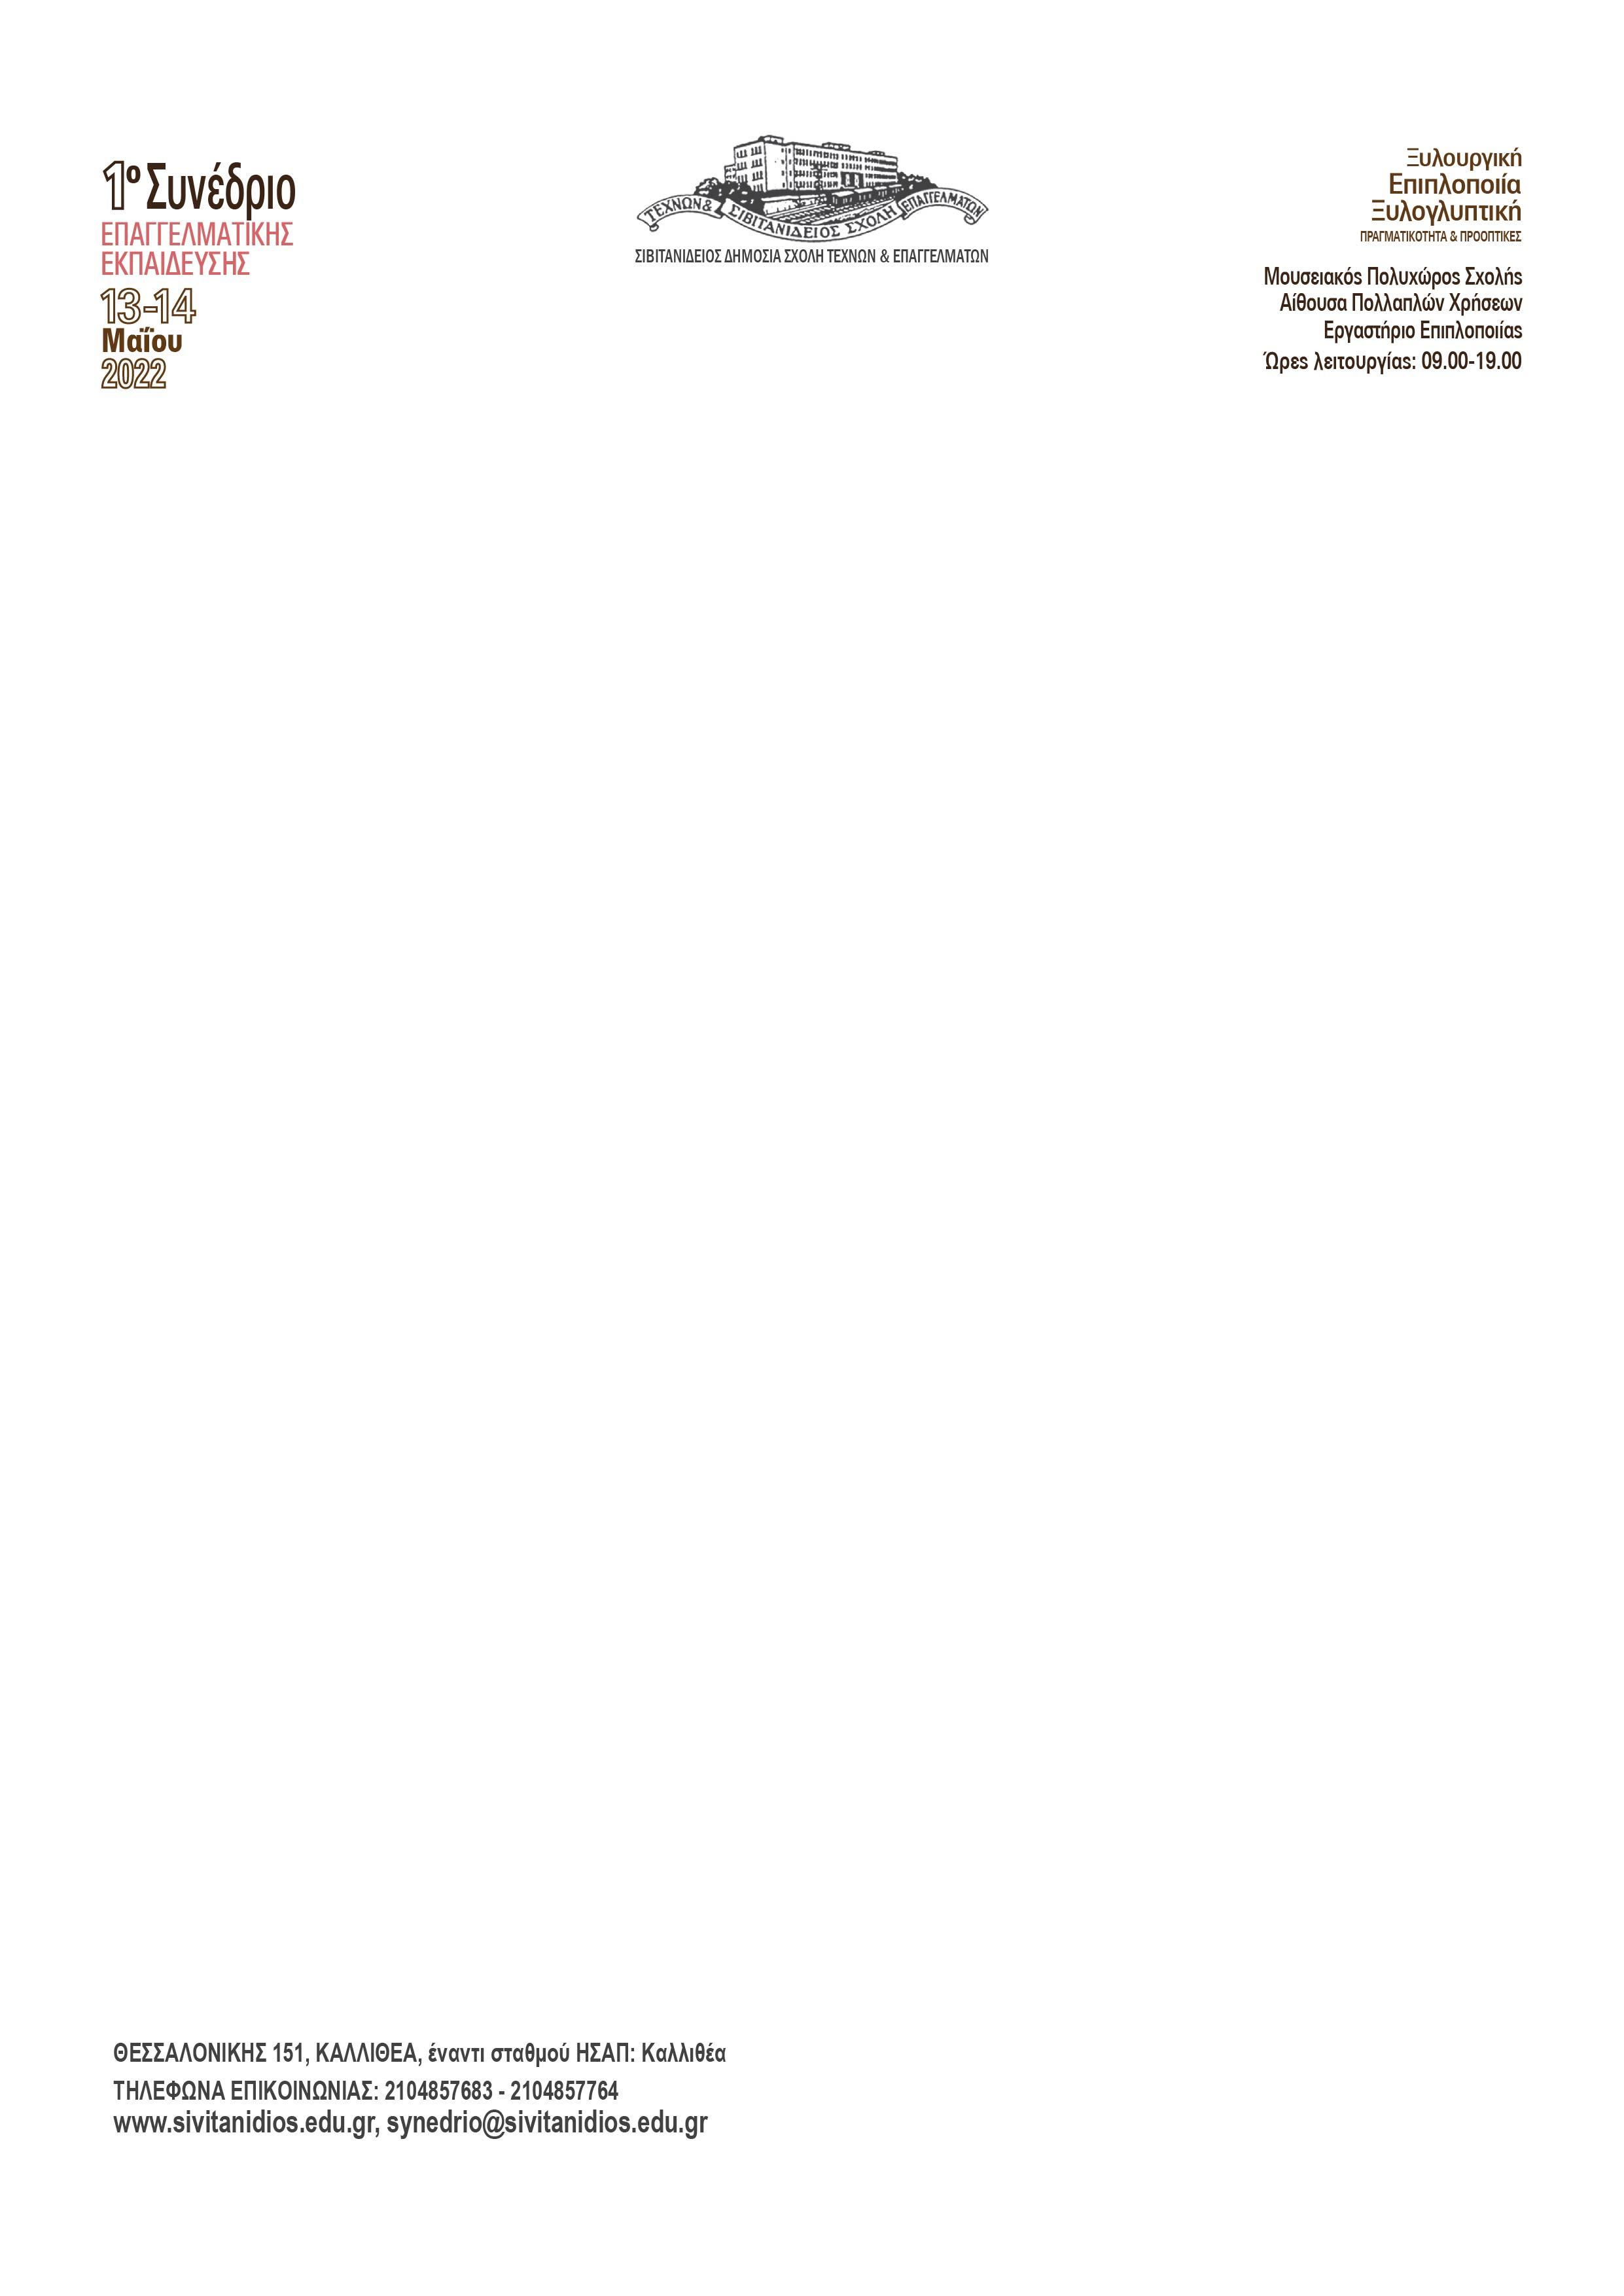 1ο Συνέδριο
ΕΠΑΓΓΕΛΜΑΤΙΚΗΣ
ΕΚΠΑΙΔΕΥΣΗΣ
13-14
Μαΐου
2022
ΤΕΧΝΩΝ & ΣΙΒΙΤΑΝΙΔΕΙΟΣ ΣΧΟΛΗ ΕΠΑΓΓΕΛΜΑΤΩΝ
ΣΙΒΙΤΑΝΙΔΕΙΟΣ ΔΗΜΟΣΙΑ ΣΧΟΛΗ ΤΕΧΝΩΝ & ΕΠΑΓΓΕΛΜΑΤΩΝ
Ξυλουργική
Επιπλοποιία
Ξυλογλυπτική
ΠΡΑΓΜΑΤΙΚΟΤΗΤΑ & ΠΡΟΟΠΤΙΚΕΣ
Μουσειακός Πολυχώρος Σχολής
Αίθουσα Πολλαπλών Χρήσεων
Εργαστήριο Επιπλοποιίας
Ώρες λειτουργίας: 09.00-19.00
ΘΕΣΣΑΛΟΝΙΚΗΣ 151, ΚΑΛΛΙΘΕΑ, έναντι σταθμού ΗΣΑΠ: Καλλιθέα
ΤΗΛΕΦΩΝΑ ΕΠΙΚΟΙΝΩΝΙΑΣ: 2104857683 - 2104857764
www.sivitanidios.edu.gr, synedrio@sivitanidios.edu.gr